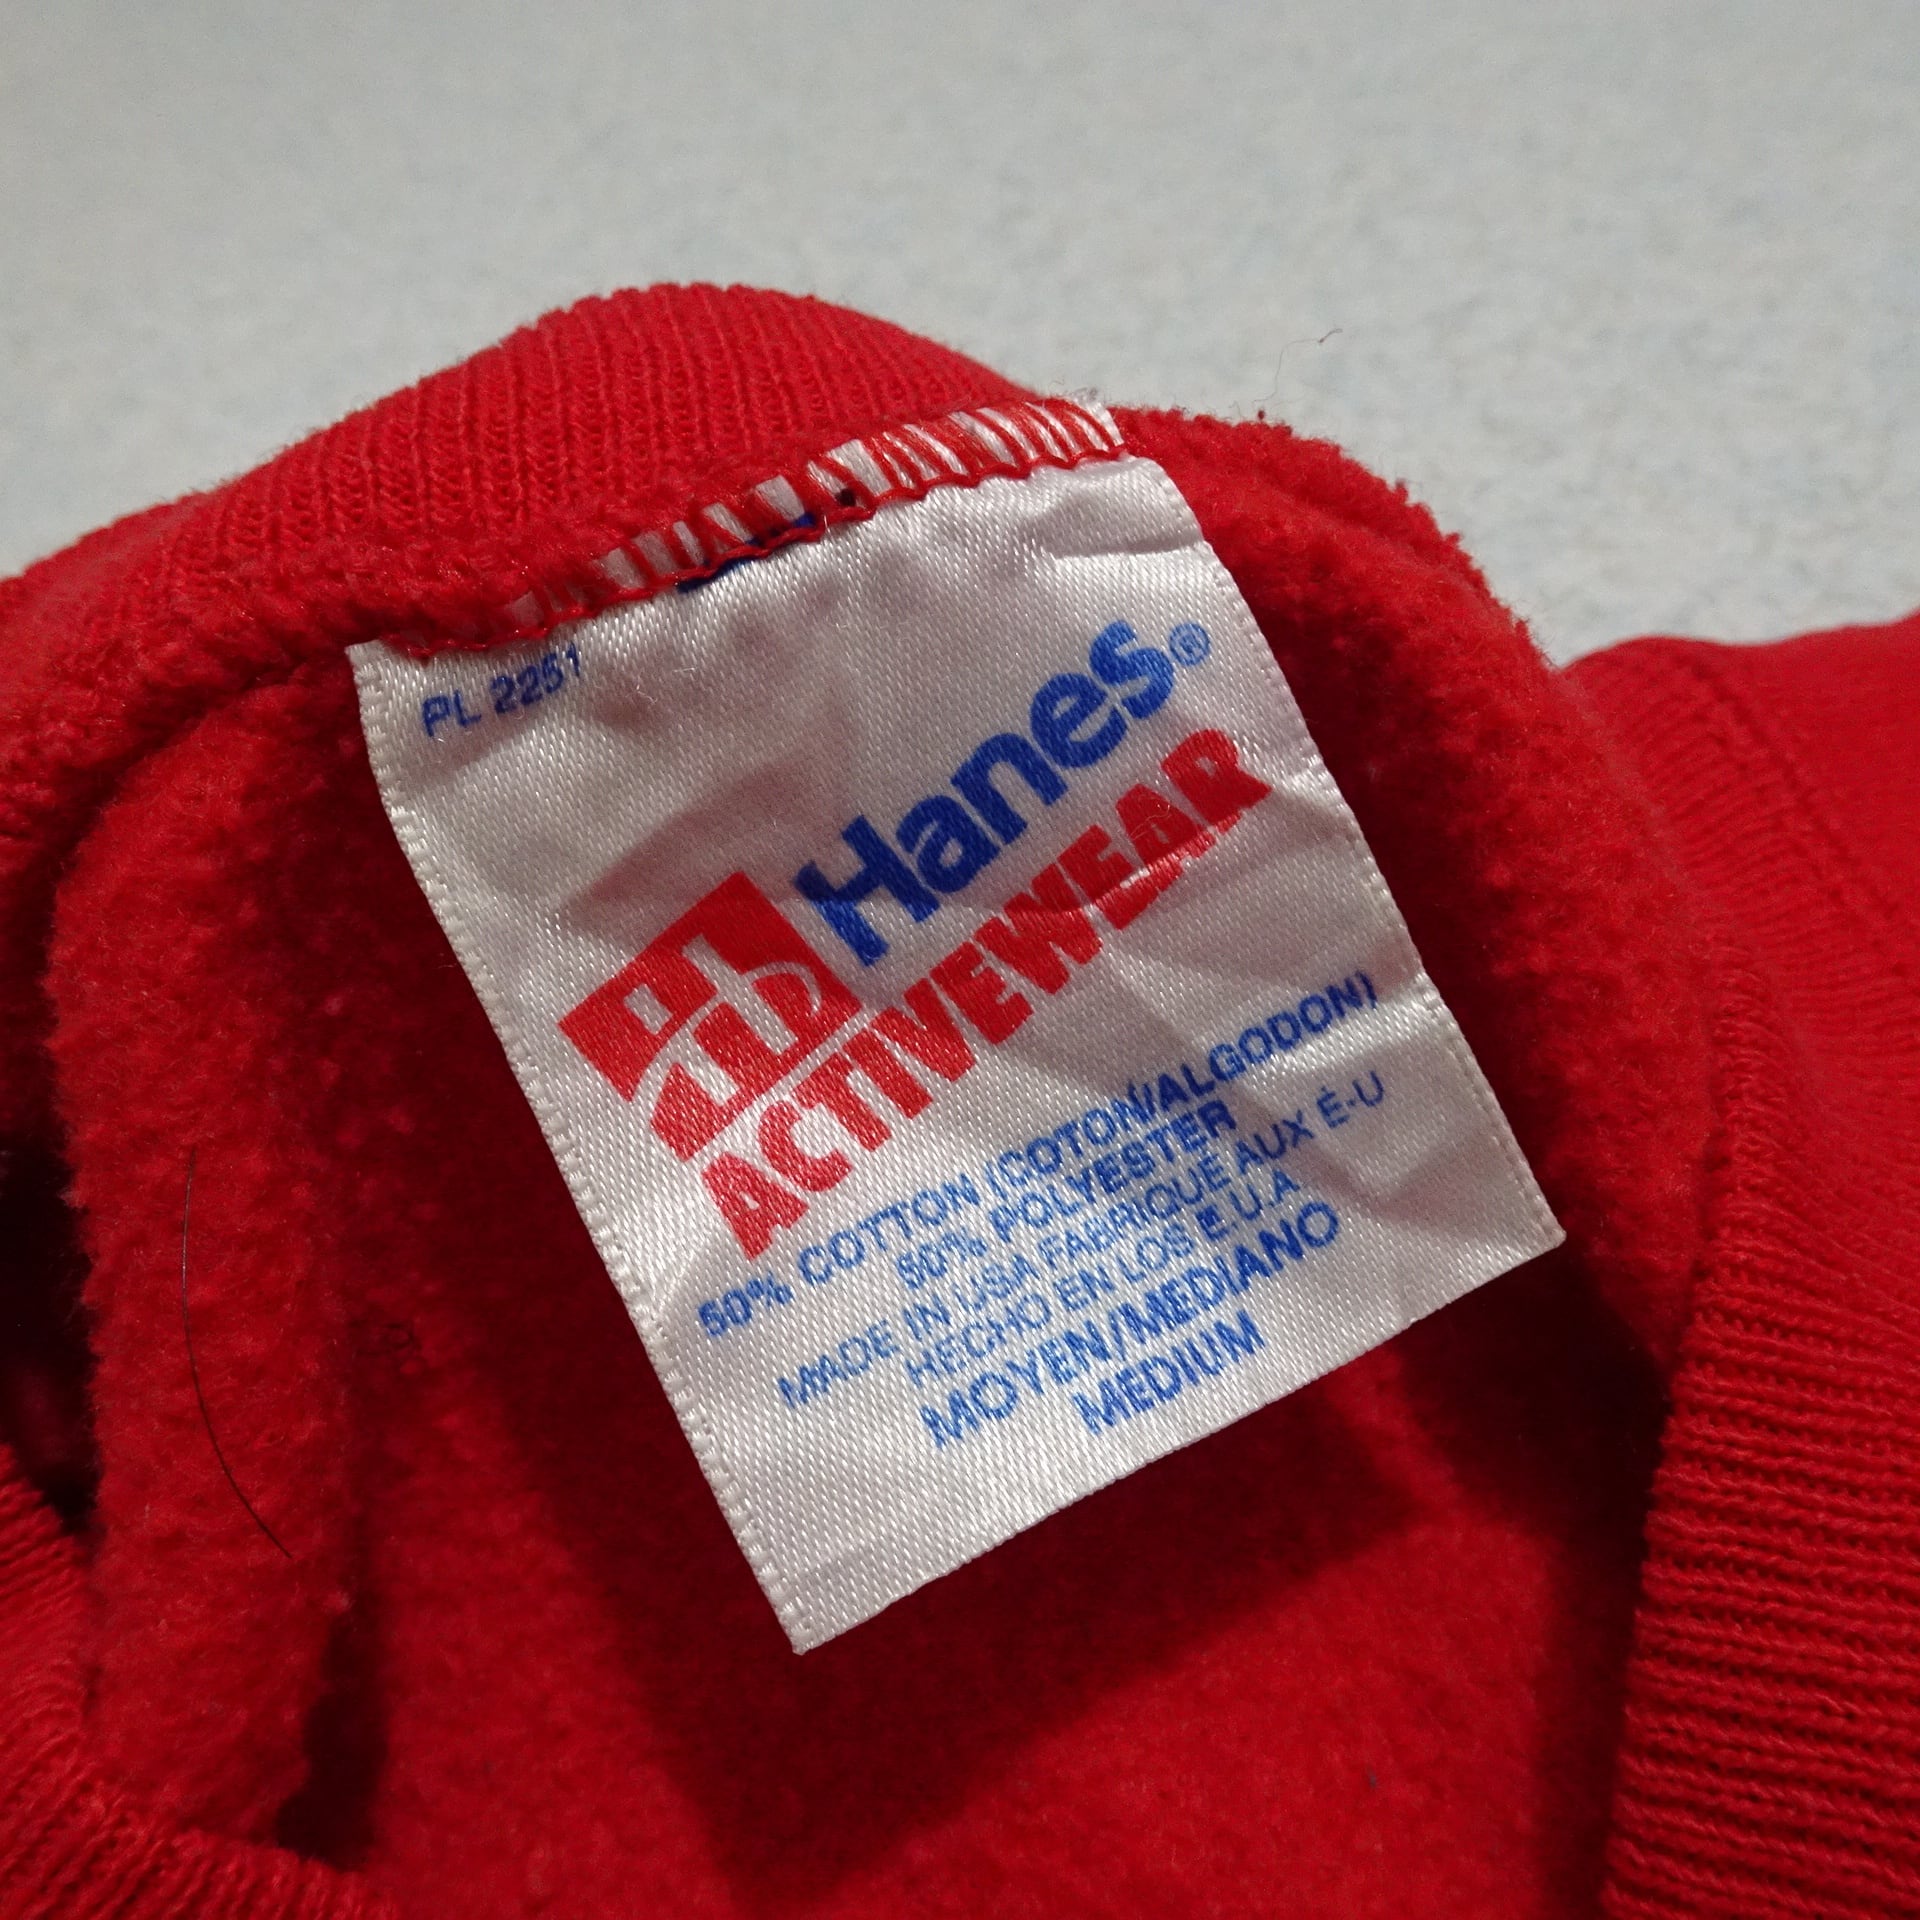 PL 2251
Hanes®
ACTIVEWEAR
50% COTTON (COTON/ALGODON)
50% POLYESTER
MADE IN USA FABRIQUÉ AUX É-U
HECHO EN LOS E.U.A
MOYEN/MEDIANO
MEDIUM